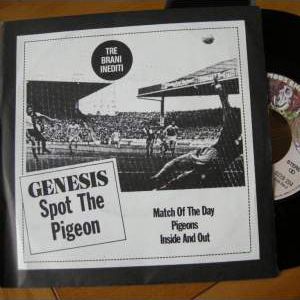 TRE
BRANI
INEDITI
GENESIS
Spot The
Pigeon
Match Of The Day
Pigeons
Inside And Out